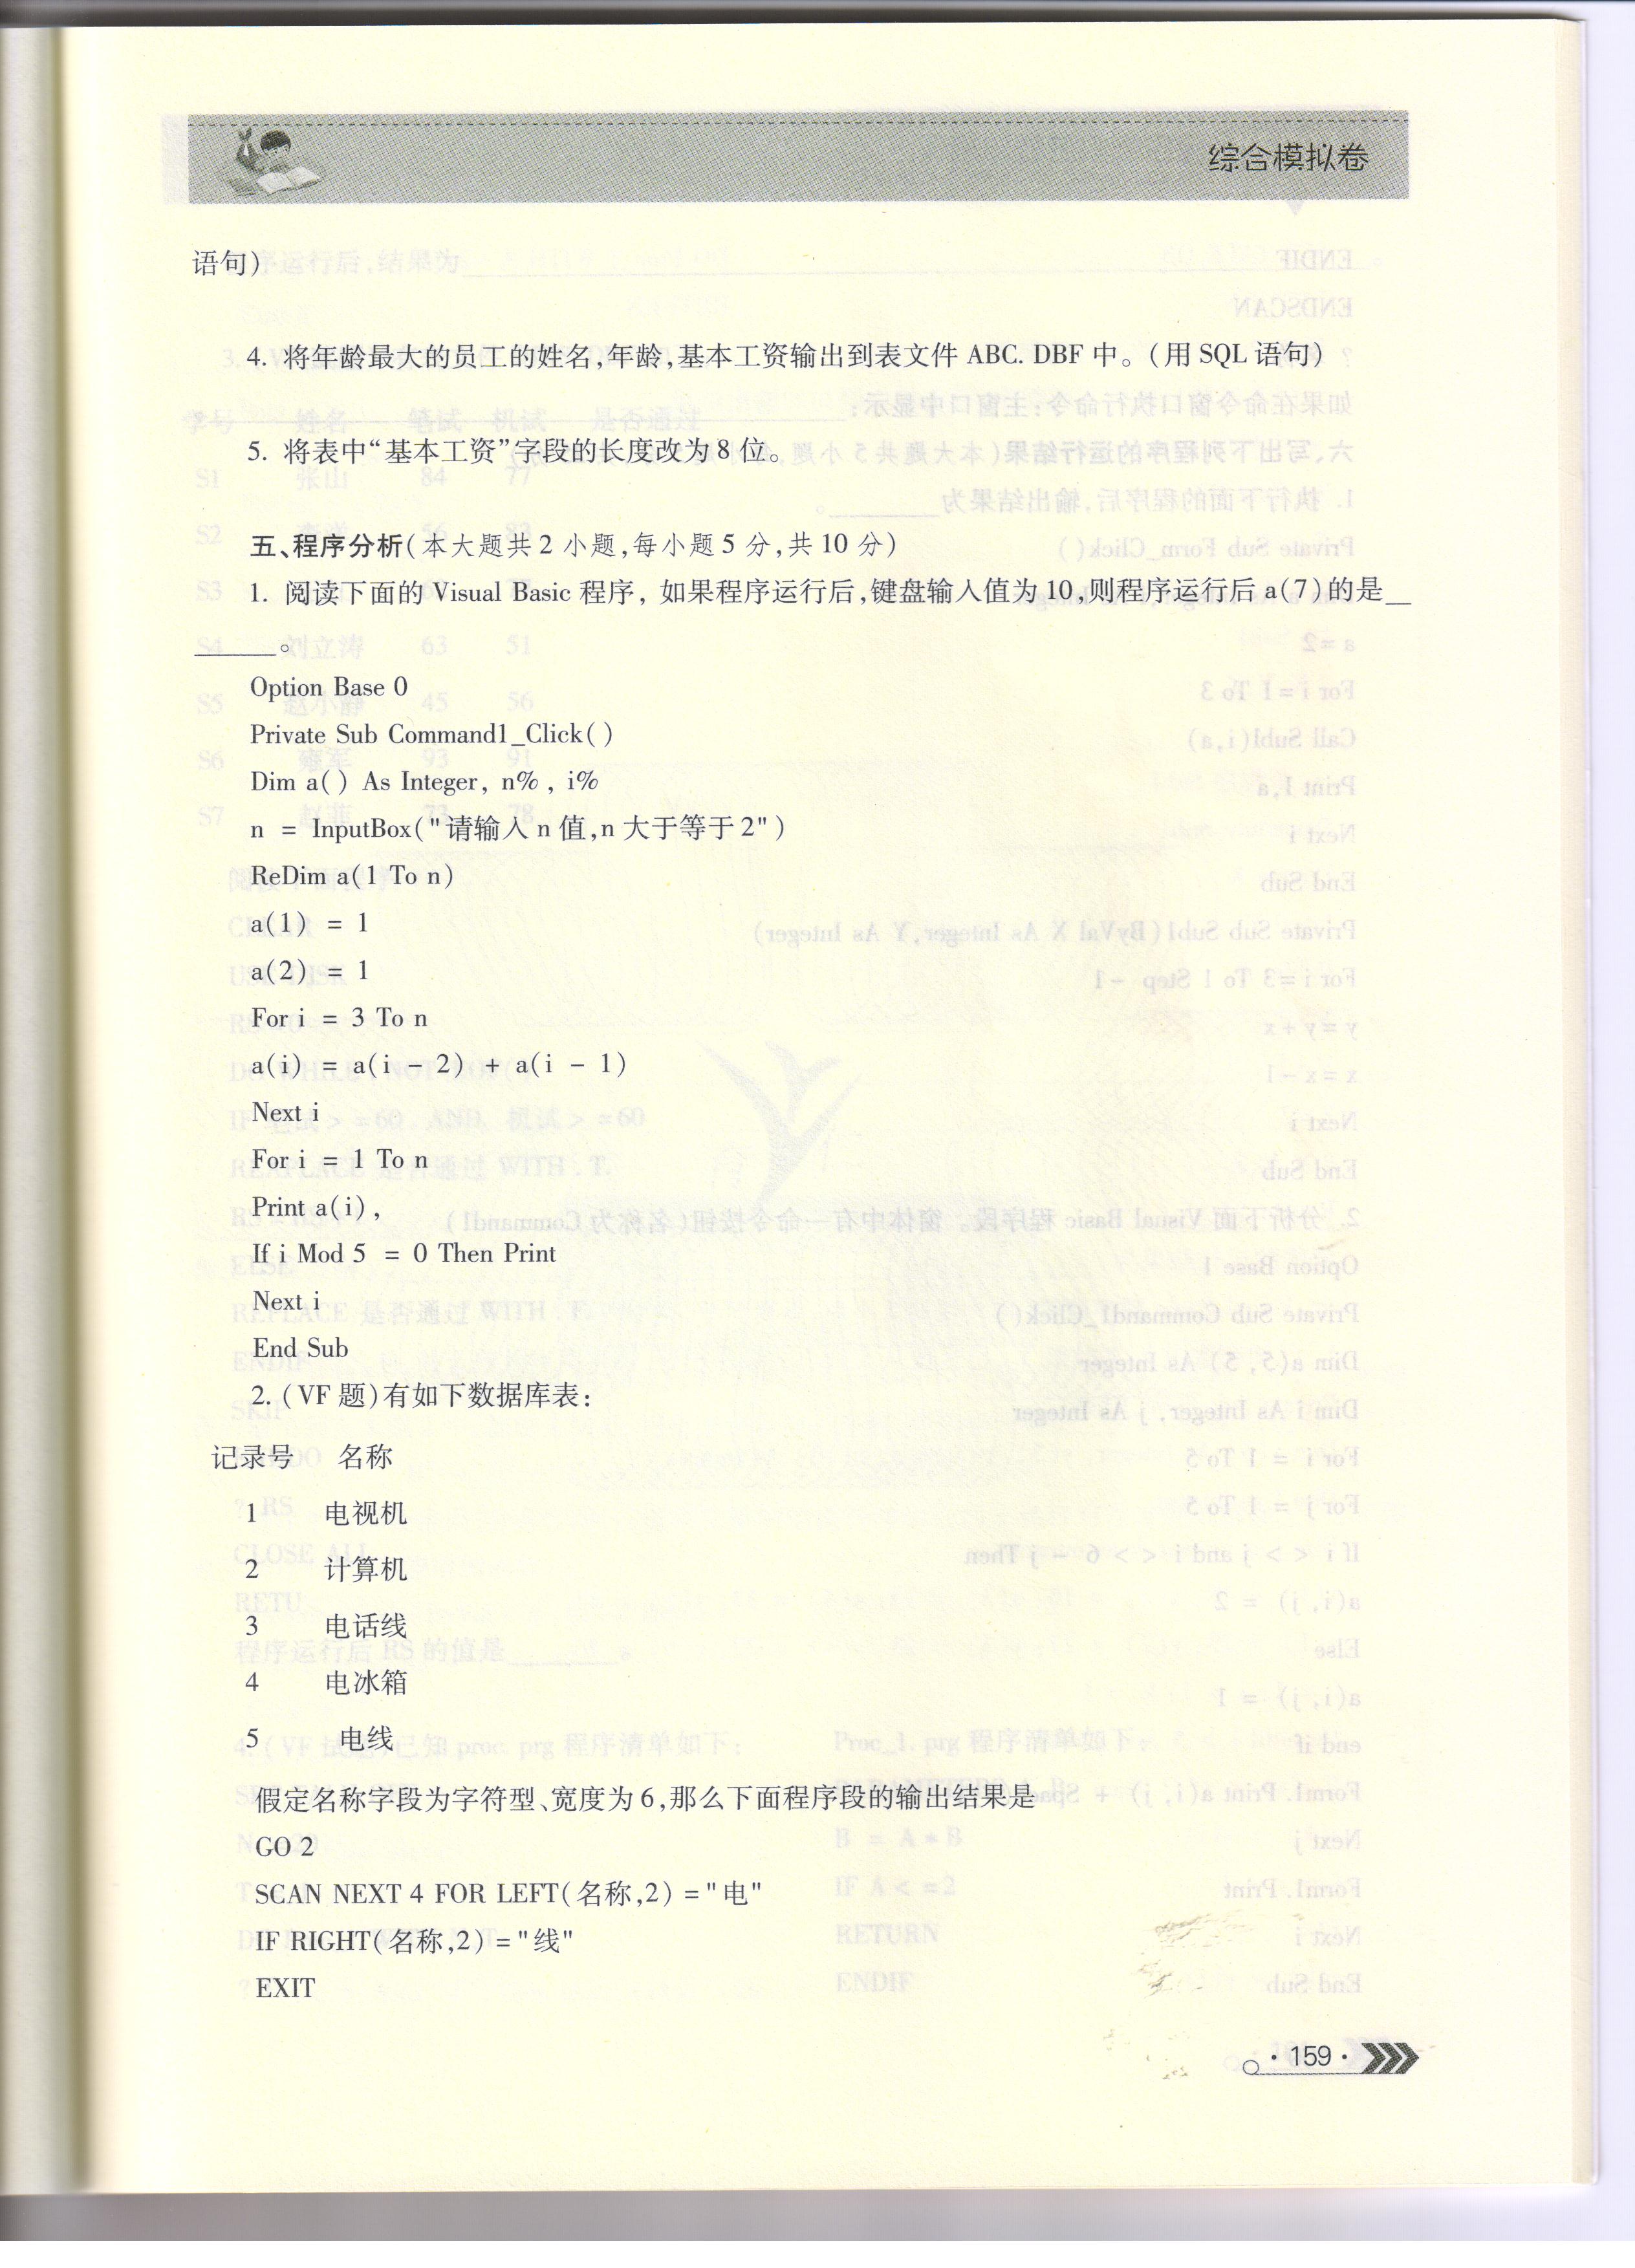 综合模拟卷
语句)
4. 将年龄最大的员工的姓名,年龄,基本工资输出到表文件 ABC. DBF 中。(用 SQL 语句)
5. 将表中“基本工资”字段的长度改为 8 位。
五、程序分析(本大题共 2 小题,每小题 5 分,共 10 分)
1. 阅读下面的 Visual Basic 程序, 如果程序运行后,键盘输入值为 10,则程序运行后 a(7)的是__
______。
Option Base 0
Private Sub Command1_Click( )
Dim a( ) As Integer, n% , i%
n = InputBox("请输入 n 值,n 大于等于 2")
ReDim a(1 To n)
a(1) = 1
a(2) = 1
For i = 3 To n
a(i) = a(i - 2) + a(i - 1)
Next i
For i = 1 To n
Print a(i),
If i Mod 5 = 0 Then Print
Next i
End Sub
2. (VF 题)有如下数据库表:
记录号 名称
1 电视机
2 计算机
3 电话线
4 电冰箱
5 电线
假定名称字段为字符型、宽度为 6,那么下面程序段的输出结果是
GO 2
SCAN NEXT 4 FOR LEFT(名称,2) ="电"
IF RIGHT(名称,2) ="线"
EXIT
· 159 ·